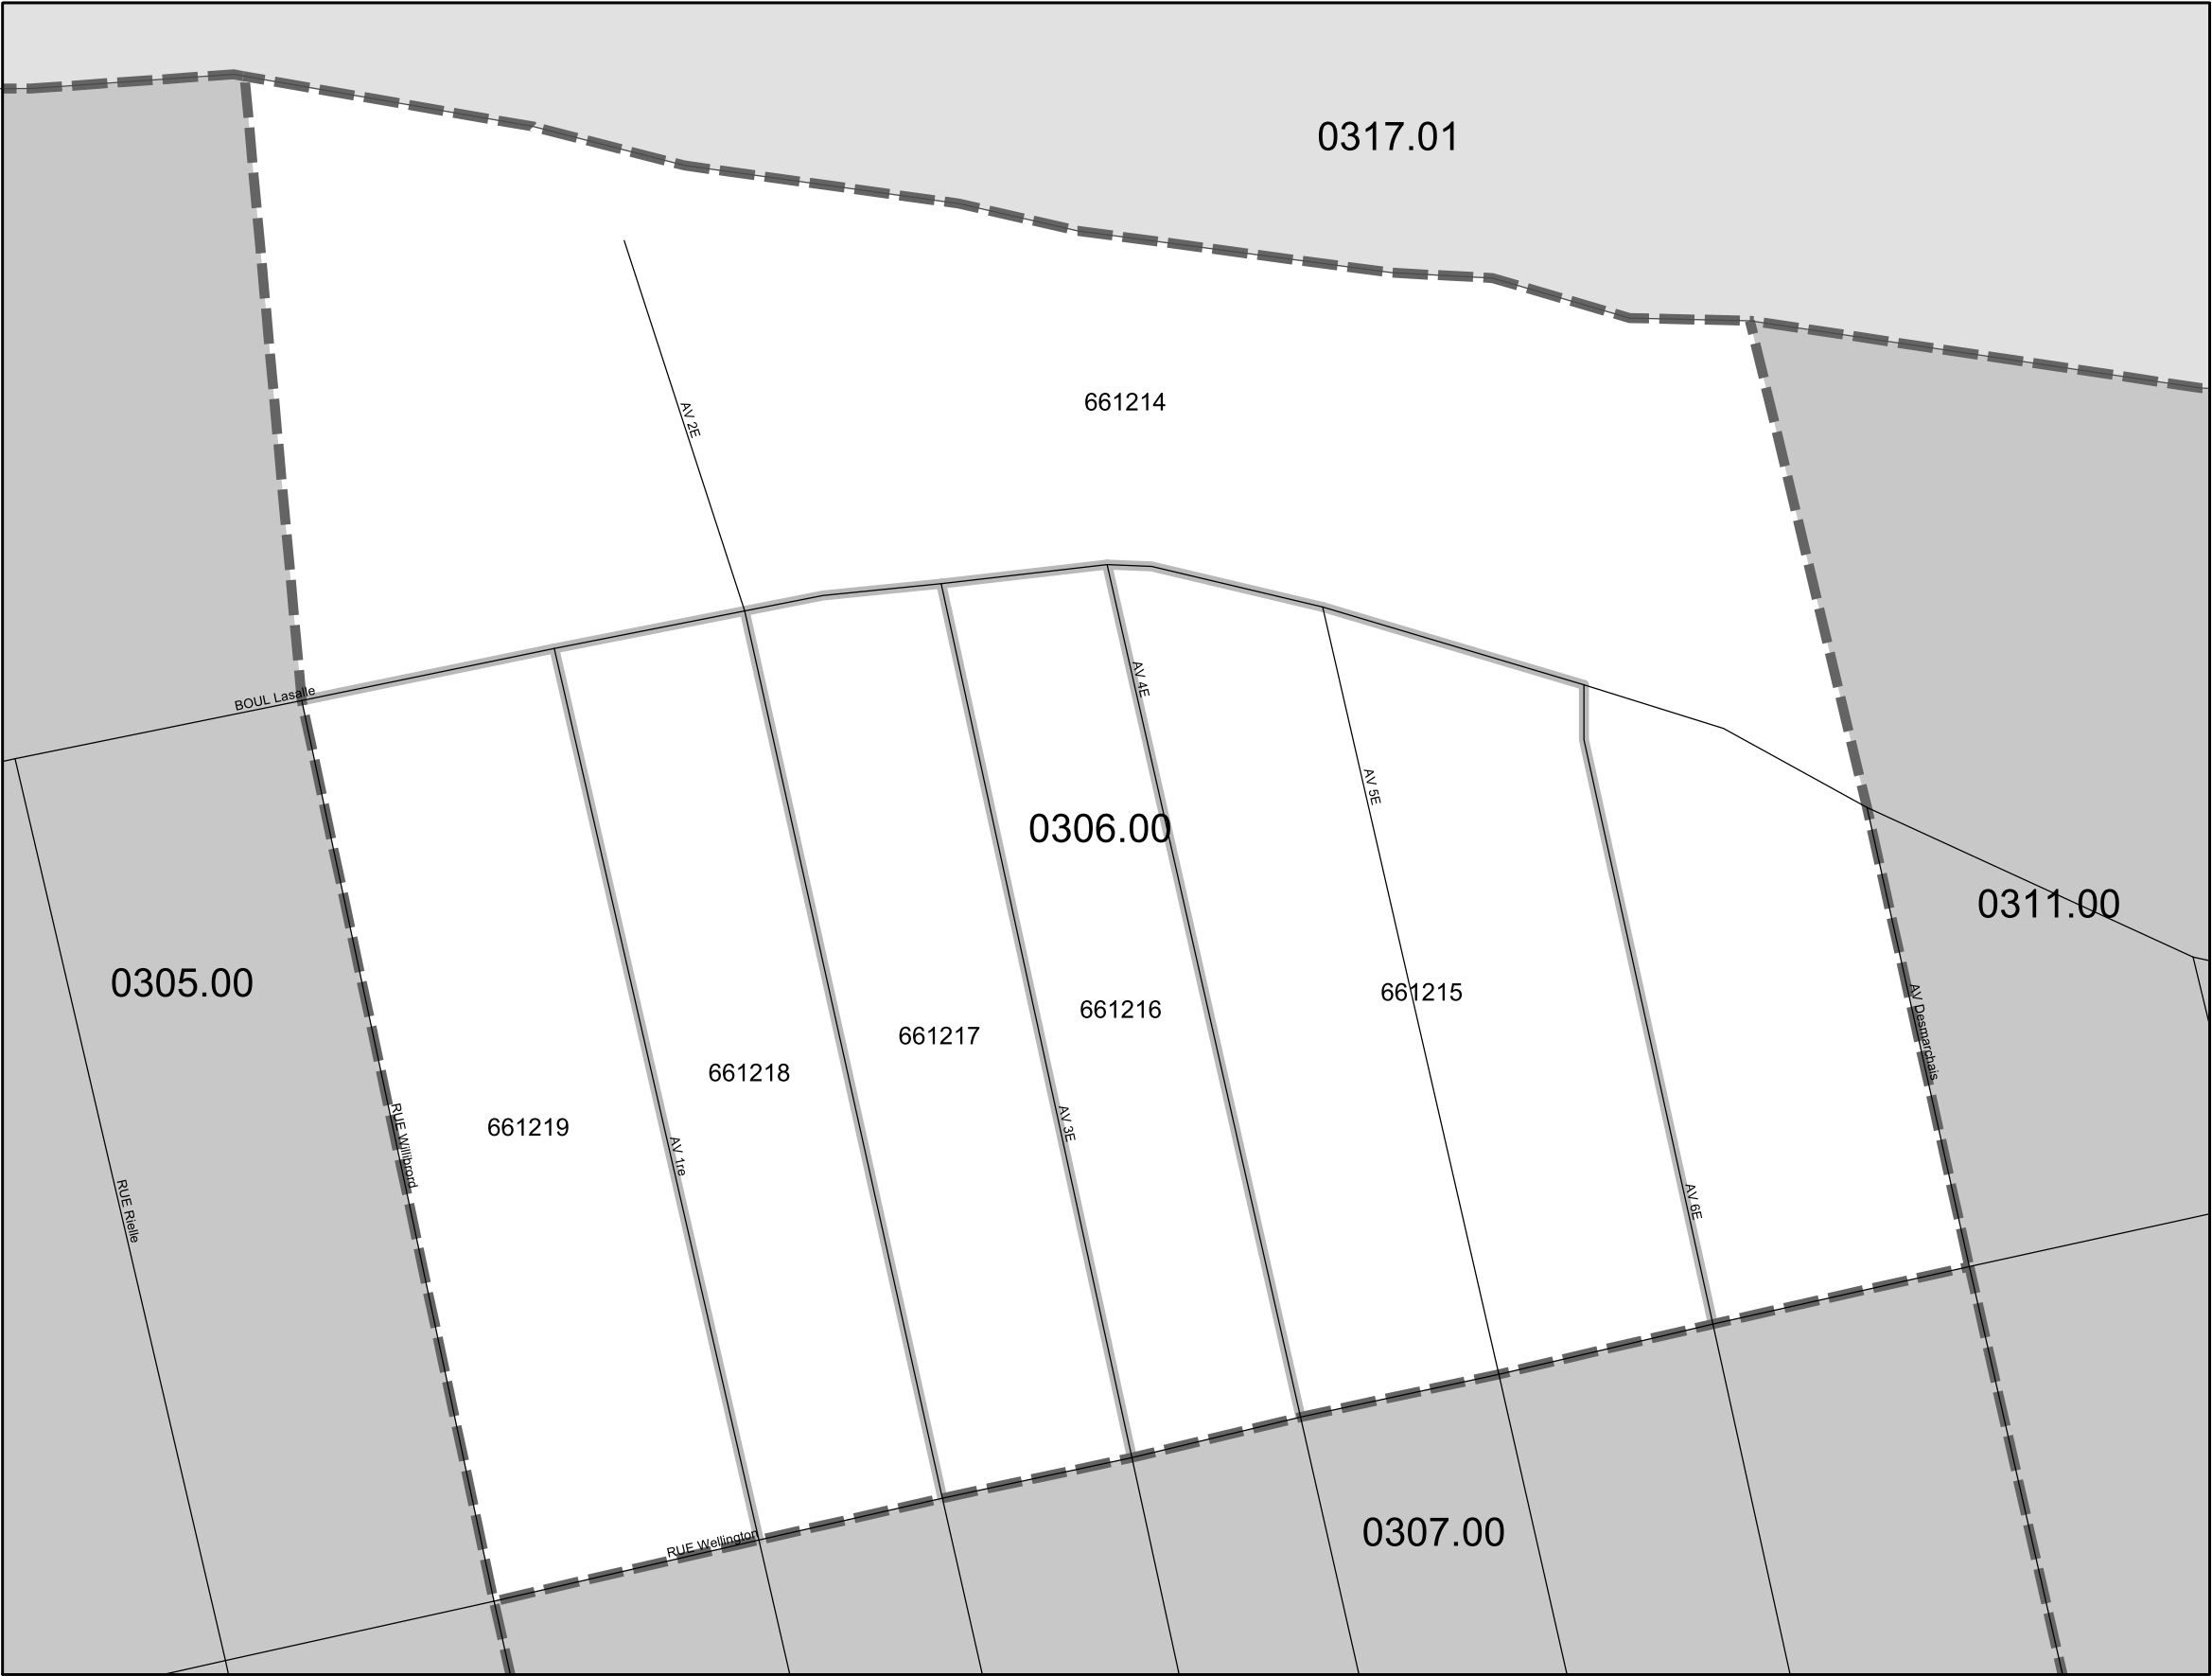 0317.01
661214
AV 2E
BOUL Lasalle
AV 4E
AV 5E
0306.00
0311.00
0305.00
661215
661216
661217
661218
661219
AV Desmarchais
RUE Willibrord
AV 3E
AV 1re
RUE Rielle
AV 6E
RUE Wellington
0307.00